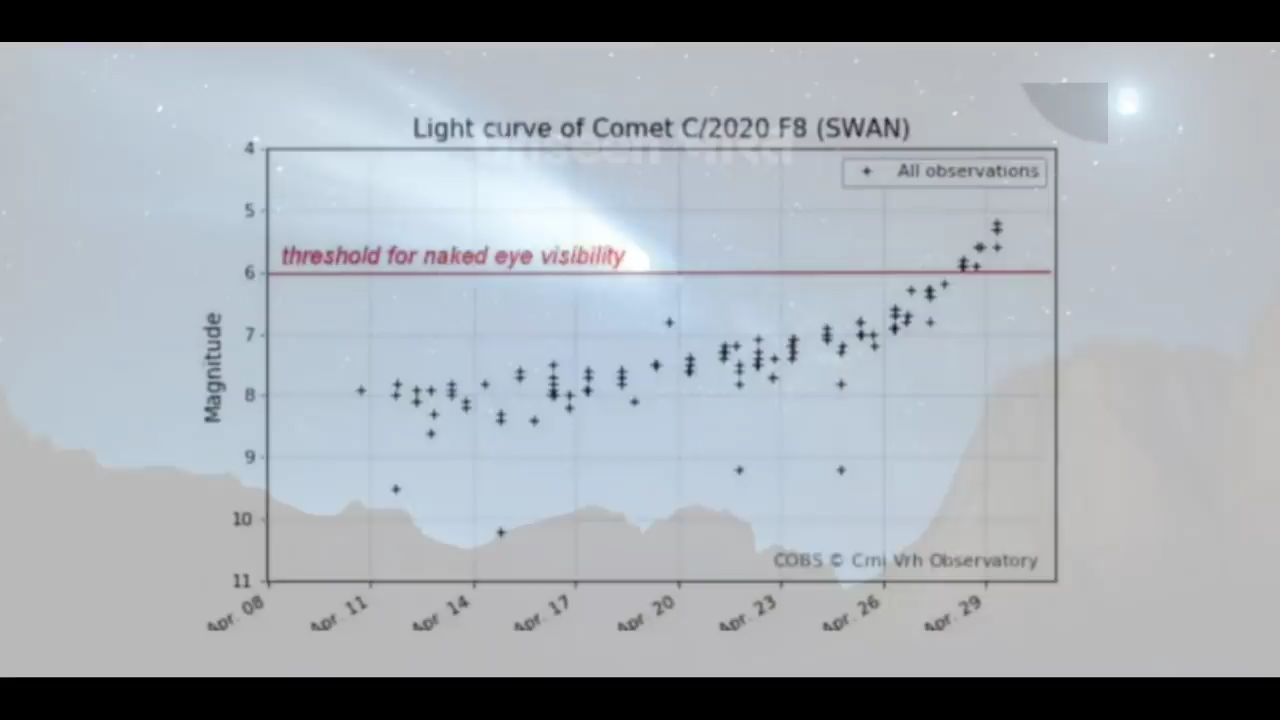 Light curve of Comet C/2020 F8 (SWAN)
4
All observations
5
threshold for naked eye visibility
6
7
Magnitude
8
9
10
COBS © Crni Vrh Observatory
11
Apr. 08 Apr. 11 Apr. 14 Apr. 17 Apr. 20 Apr. 23 Apr. 26 Apr. 29